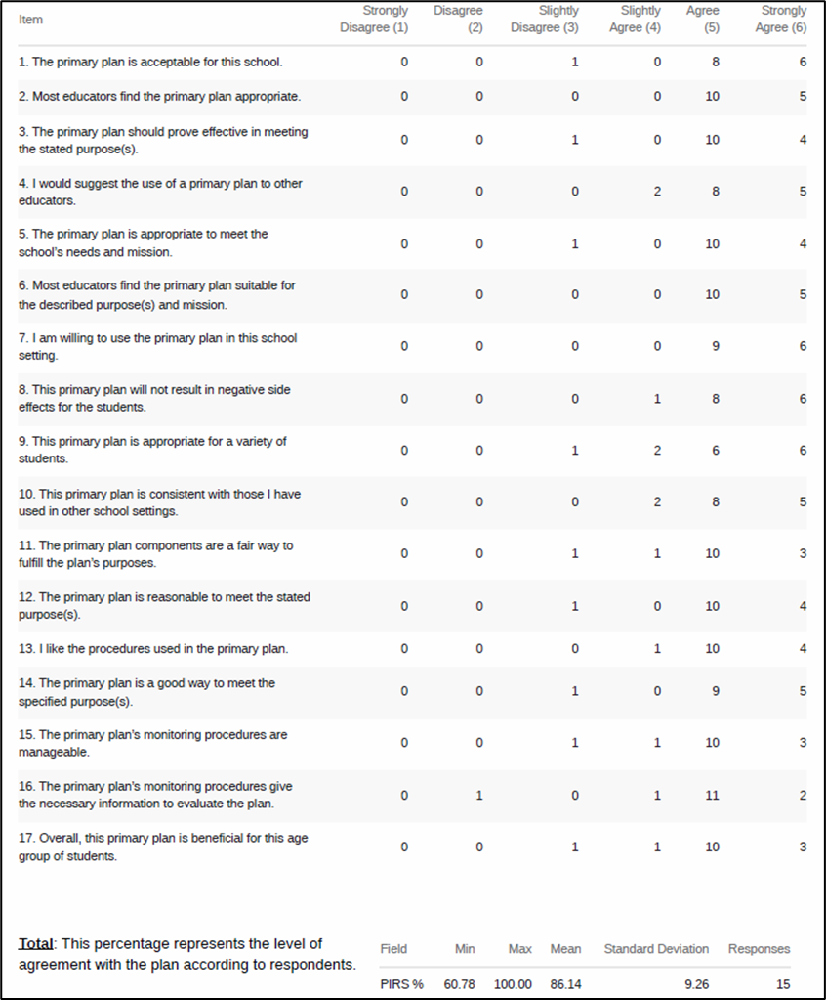 Item Strongly Disagree (1) Disagree (2) Slightly Disagree (3) Slightly Agree (4) Agree (5) Strongly Agree (6)
1. The primary plan is acceptable for this school. 0 0 1 0 8 6
2. Most educators find the primary plan appropriate. 0 0 0 0 10 5
3. The primary plan should prove effective in meeting
the stated purpose(s). 0 0 1 0 10 4
4. I would suggest the use of a primary plan to other
educators. 0 0 0 2 8 5
5. The primary plan is appropriate to meet the
school's needs and mission. 0 0 1 0 10 4
6. Most educators find the primary plan suitable for
the described purpose(s) and mission. 0 0 0 0 10 5
7. I am willing to use the primary plan in this school
setting. 0 0 0 0 9 6
8. This primary plan will not result in negative side
effects for the students. 0 0 0 1 8 6
9. This primary plan is appropriate for a variety of
students. 0 0 1 2 6 6
10. This primary plan is consistent with those I have
used in other school settings. 0 0 0 2 8 5
11. The primary plan components are a fair way to
fulfill the plan's purposes. 0 0 1 1 10 3
12. The primary plan is reasonable to meet the stated
purpose(s). 0 0 1 0 10 4
13. I like the procedures used in the primary plan. 0 0 0 1 10 4
14. The primary plan is a good way to meet the
specified purpose(s). 0 0 1 0 9 5
15. The primary plan's monitoring procedures are
manageable. 0 0 1 1 10 3
16. The primary plan's monitoring procedures give
the necessary information to evaluate the plan. 0 1 0 1 11 2
17. Overall, this primary plan is beneficial for this age
group of students. 0 0 1 1 10 3
Total: This percentage represents the level of
agreement with the plan according to respondents.
Field Min Max Mean Standard Deviation Responses
PIRS % 60.78 100.00 86.14 9.26 15